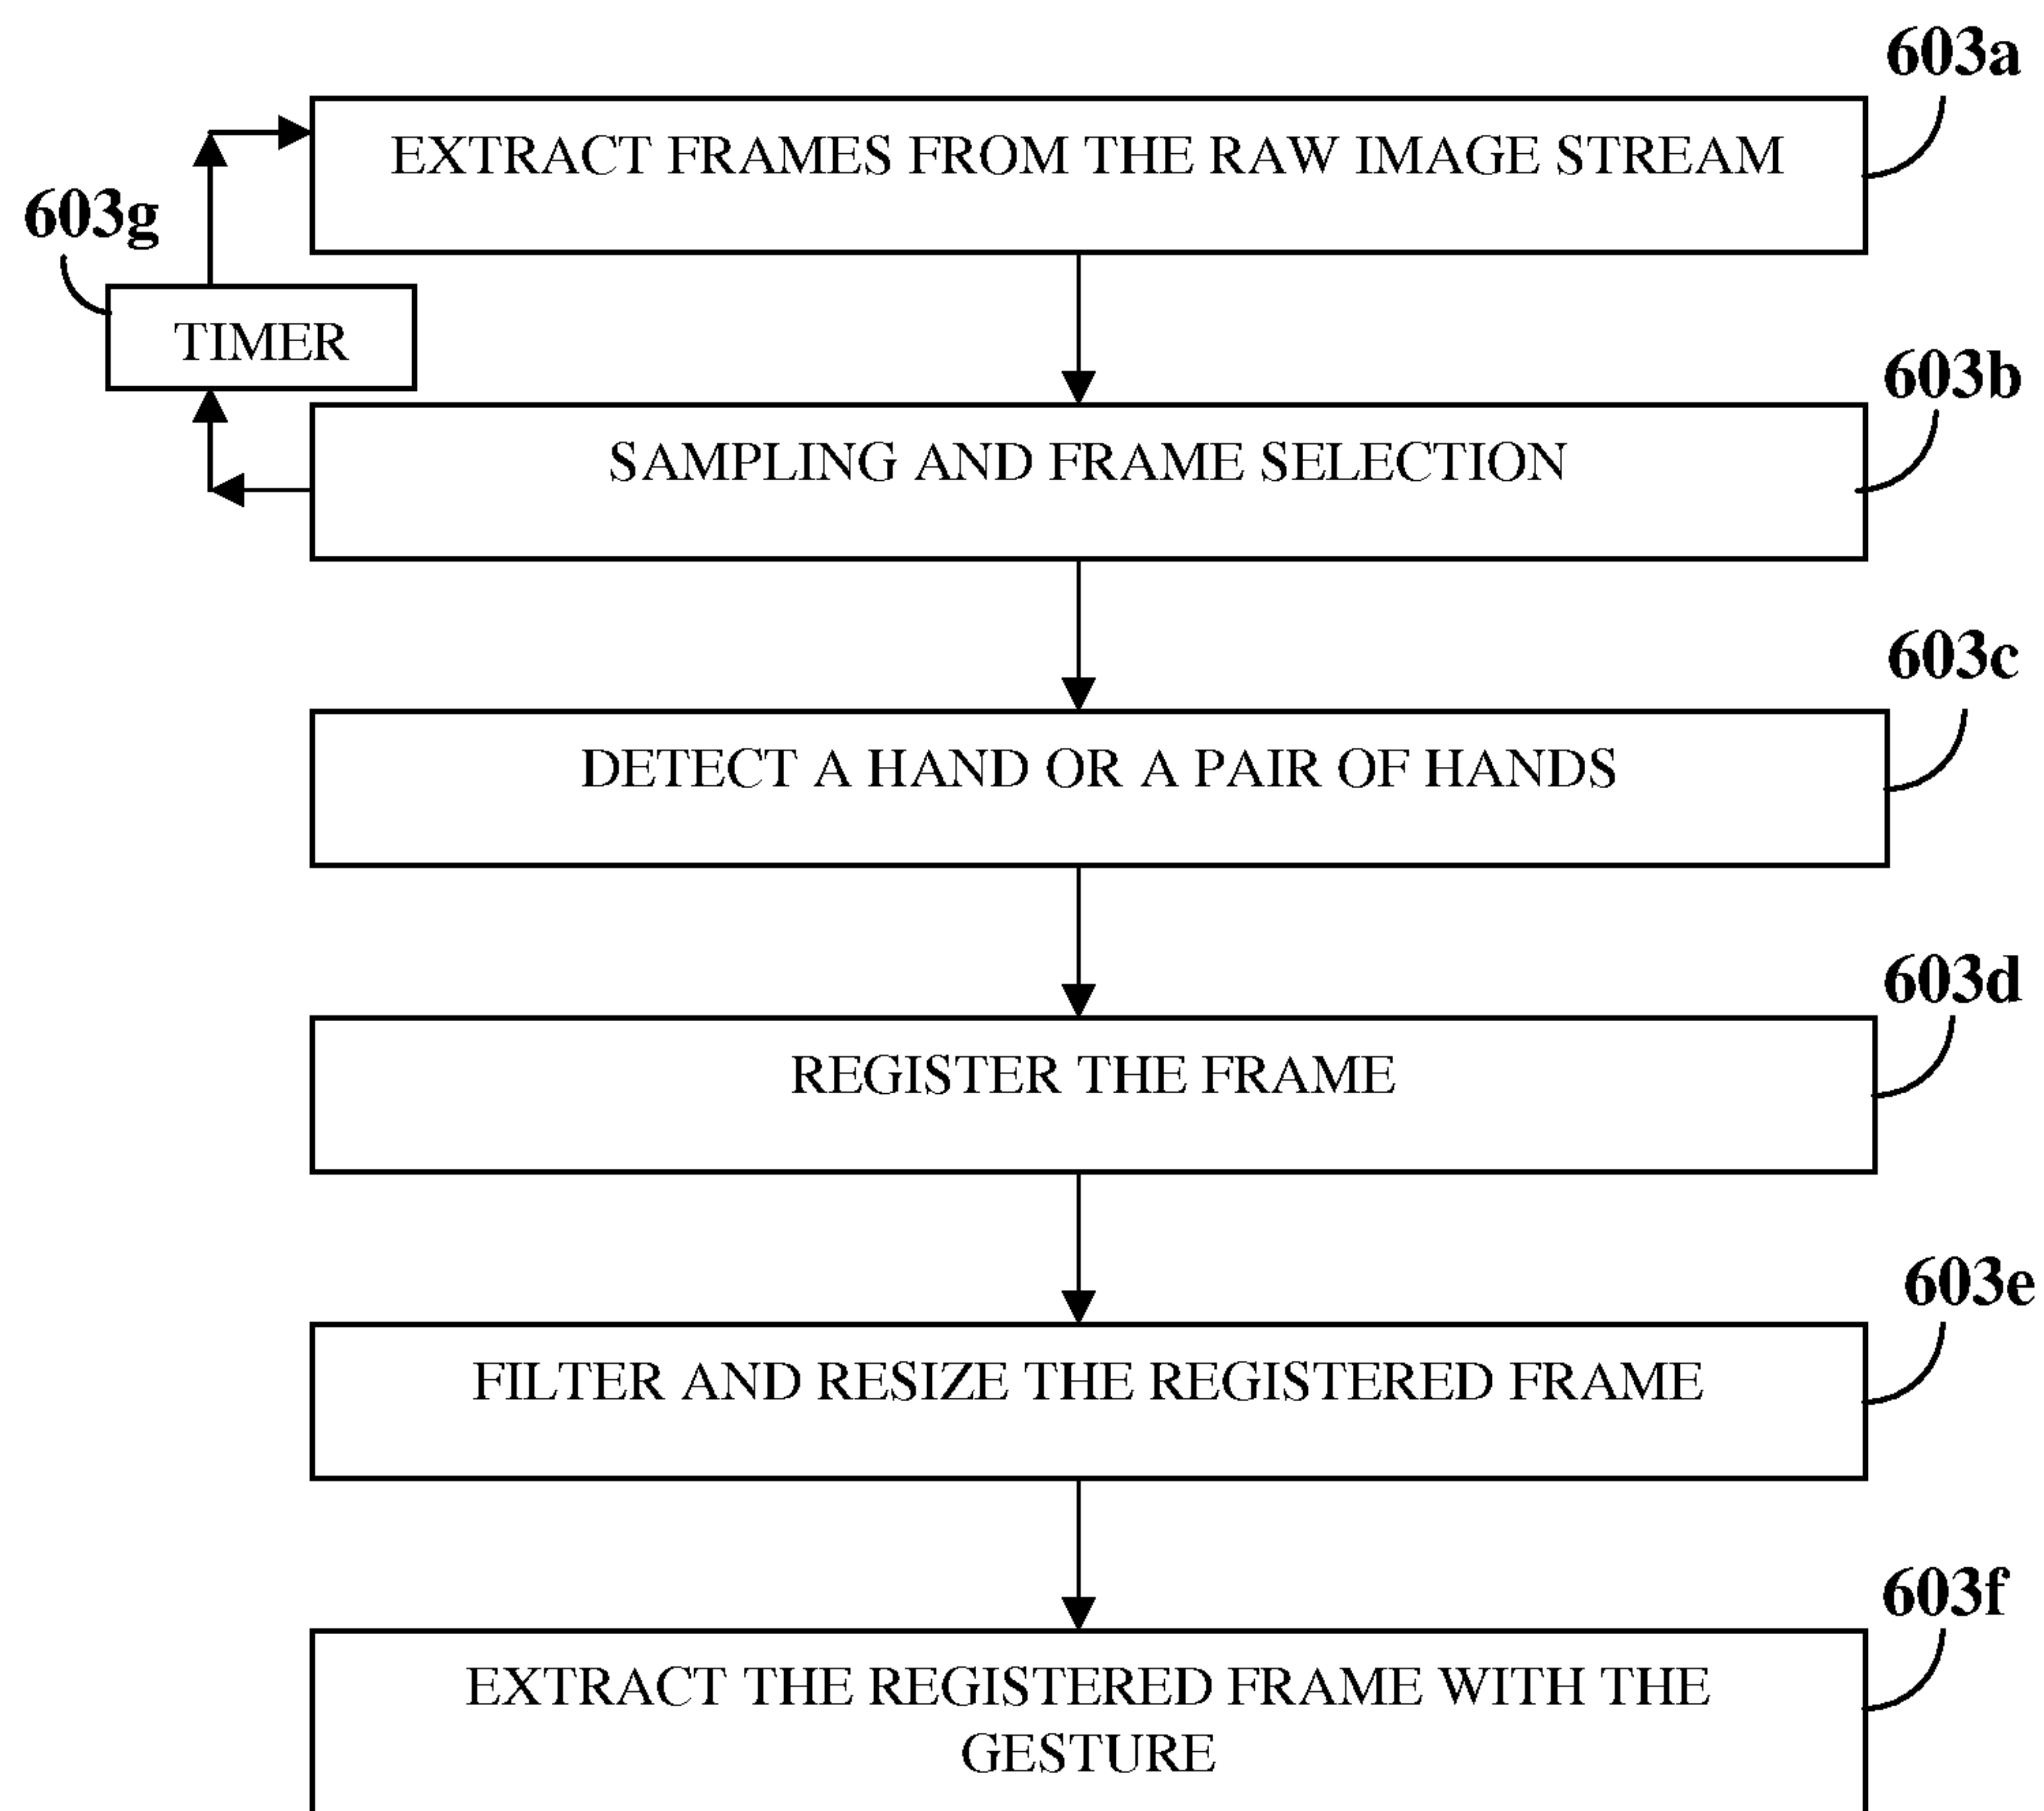 603a
EXTRACT FRAMES FROM THE RAW IMAGE STREAM
603g
TIMER
603b
SAMPLING AND FRAME SELECTION
603c
DETECT A HAND OR A PAIR OF HANDS
603d
REGISTER THE FRAME
603e
FILTER AND RESIZE THE REGISTERED FRAME
603f
EXTRACT THE REGISTERED FRAME WITH THE
GESTURE